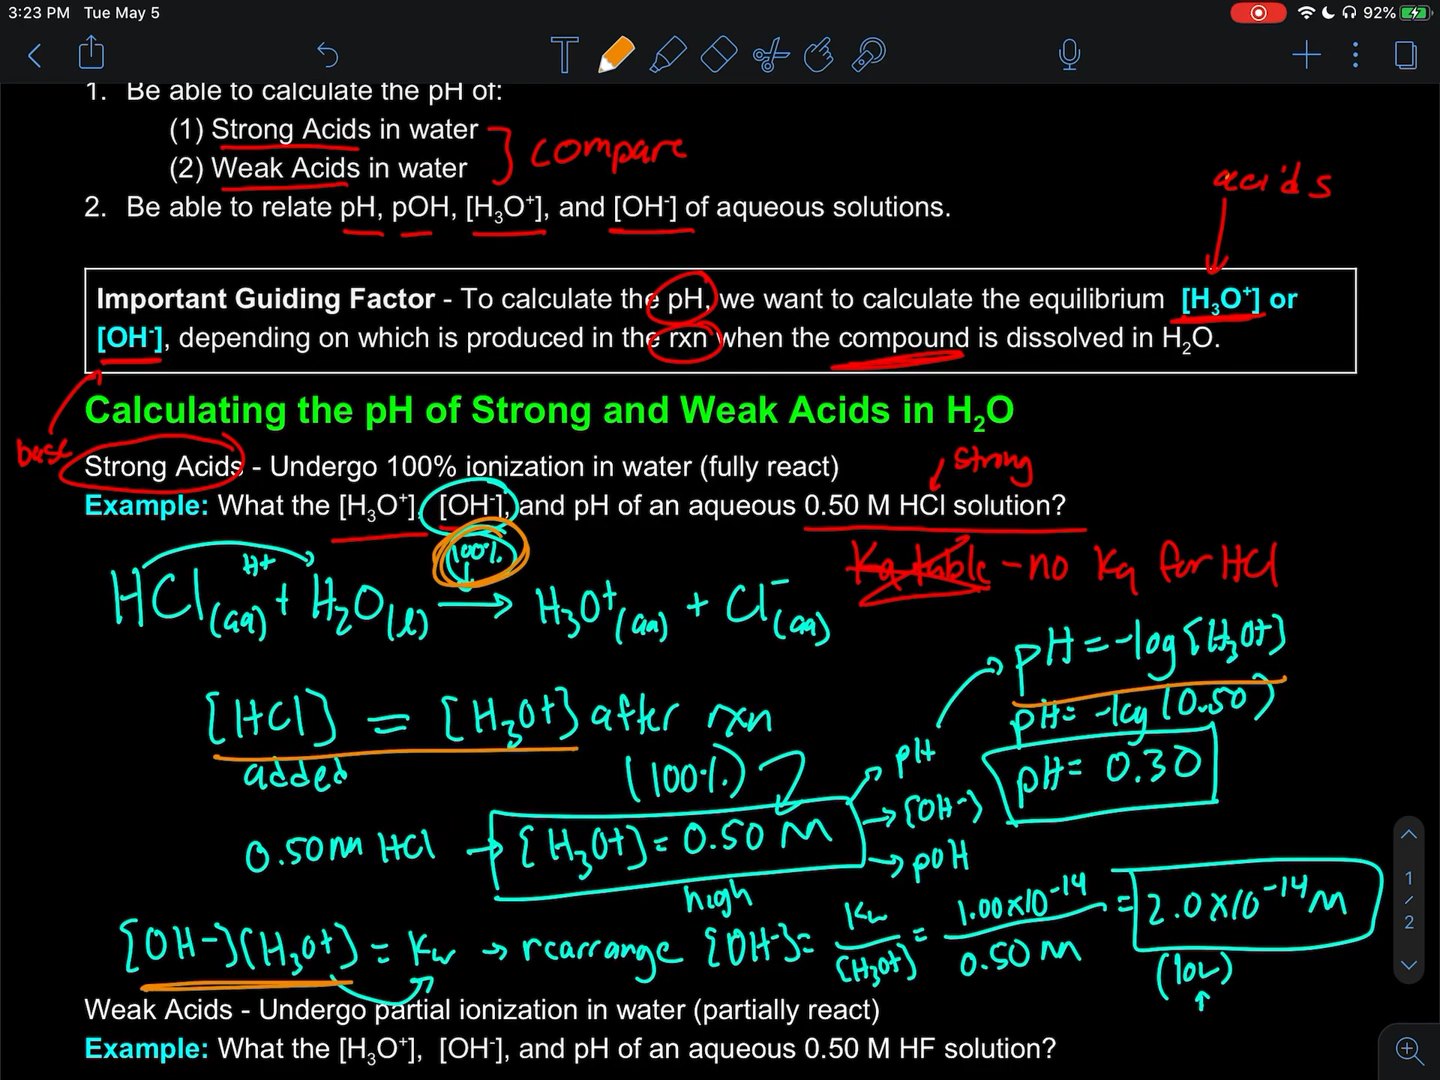 3:23 PM Tue May 5
92%
1. Be able to calculate the pH of:
(1) Strong Acids in water
(2) Weak Acids in water
compare
acids
2. Be able to relate pH, pOH, [H₃O⁺], and [OH⁻] of aqueous solutions.
Important Guiding Factor - To calculate the pH, we want to calculate the equilibrium [H₃O⁺] or
[OH⁻], depending on which is produced in the rxn when the compound is dissolved in H₂O.
Calculating the pH of Strong and Weak Acids in H₂O
base
Strong Acids - Undergo 100% ionization in water (fully react)
strong
Example: What the [H₃O⁺], [OH⁻], and pH of an aqueous 0.50 M HCl solution?
100%
Ka table - no Ka for HCl
H+
HCl(aq) + H₂O(l) → H₃O⁺(aq) + Cl⁻(aq)
pH = -log[H₃O+]
[HCl] = [H₃O+] after rxn
pH = -log(0.50)
added
(100%)
pH
pH = 0.30
[OH-]
0.50M HCl → [H₃O+] = 0.50 M
pOH
high
[OH-][H₃O+] = Kw → rearrange [OH-] = Kw/[H₃O+] = 1.00x10⁻¹⁴/0.50 M = 2.0x10⁻¹⁴ M
(low)
Weak Acids - Undergo partial ionization in water (partially react)
Example: What the [H₃O⁺], [OH⁻], and pH of an aqueous 0.50 M HF solution?
1
/
2